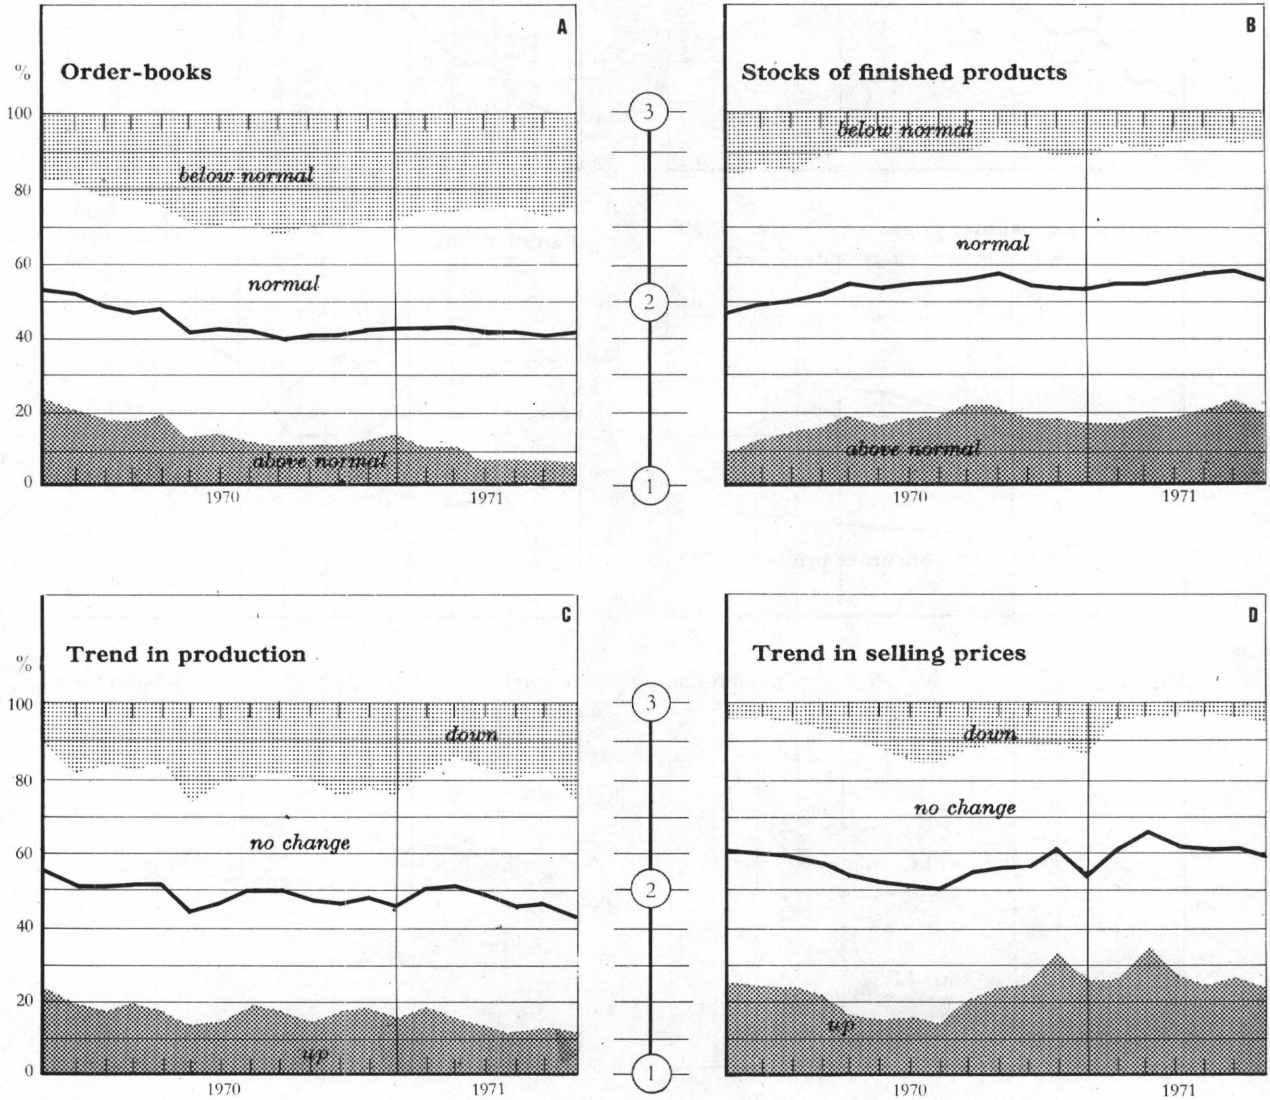 A
Order-books
%
100
80
60
40
20
0
below normal
normal
above normal
1970 1971
3
2
1
B
Stocks of finished products
below normal
normal
above normal
1970 1971
C
Trend in production
%
100
80
60
40
20
0
down
no change
up
1970 1971
3
2
1
D
Trend in selling prices
down
no change
up
1970 1971